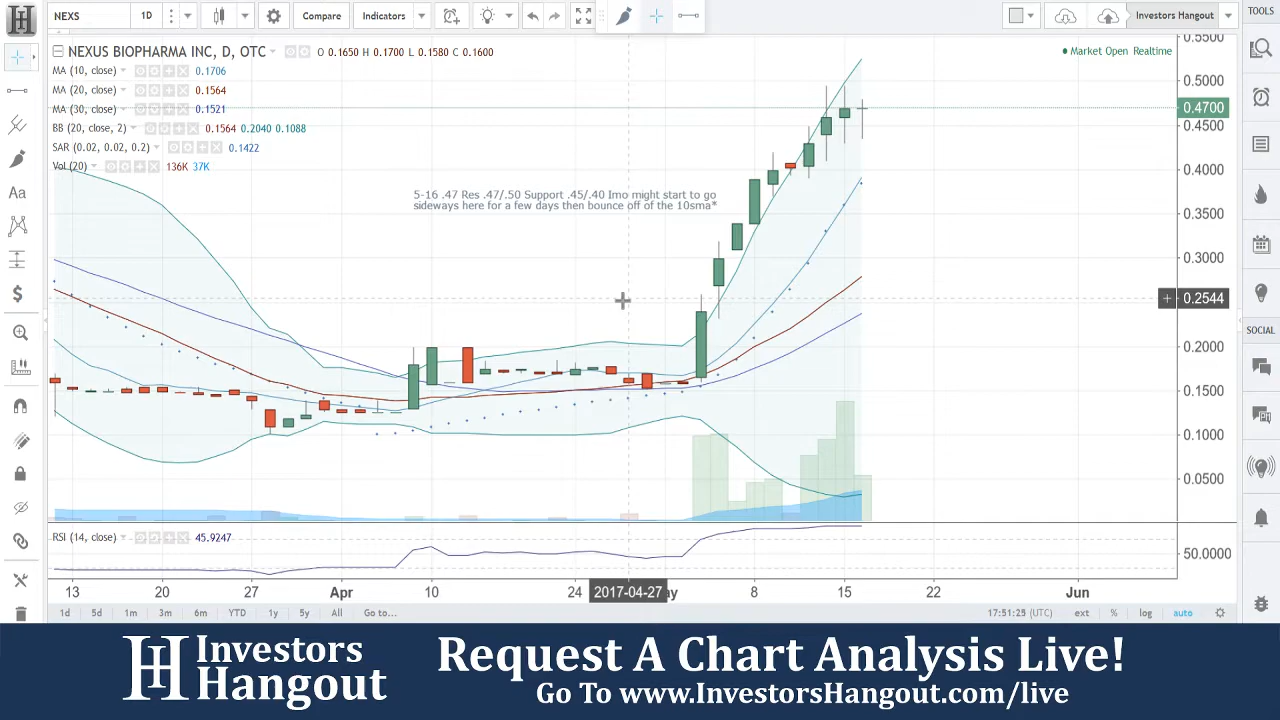 NEXS 1D Compare Indicators Investors Hangout TOOLS
NEXUS BIOPHARMA INC, D, OTC O 0.1650 H 0.1700 L 0.1580 C 0.1600
Market Open Realtime
MA (10, close) 0.1706
MA (20, close) 0.1564
MA (30, close) 0.1521
BB (20, close, 2) 0.1564 0.2040 0.1088
SAR (0.02, 0.02, 0.2) 0.1422
Vol (20) 136K 37K
5-16 .47 Res .47/.50 Support .45/.40 Imo might start to go
sideways here for a few days then bounce off of the 10sma*
0.5500
0.5000
0.4700
0.4500
0.4000
0.3500
0.3000
0.2544
0.2000
0.1500
0.1000
0.0500
Aa
$
SOCIAL
RSI (14, close) 45.9247
50.0000
13 20 27 Apr 10 24 2017-04-27 ay 8 15 22 Jun
1d 5d 1m 3m 6m YTD 1y 5y All Go to... 17:51:25 (UTC) ext % log auto
IH Investors
Hangout
Request A Chart Analysis Live!
Go To www.InvestorsHangout.com/live